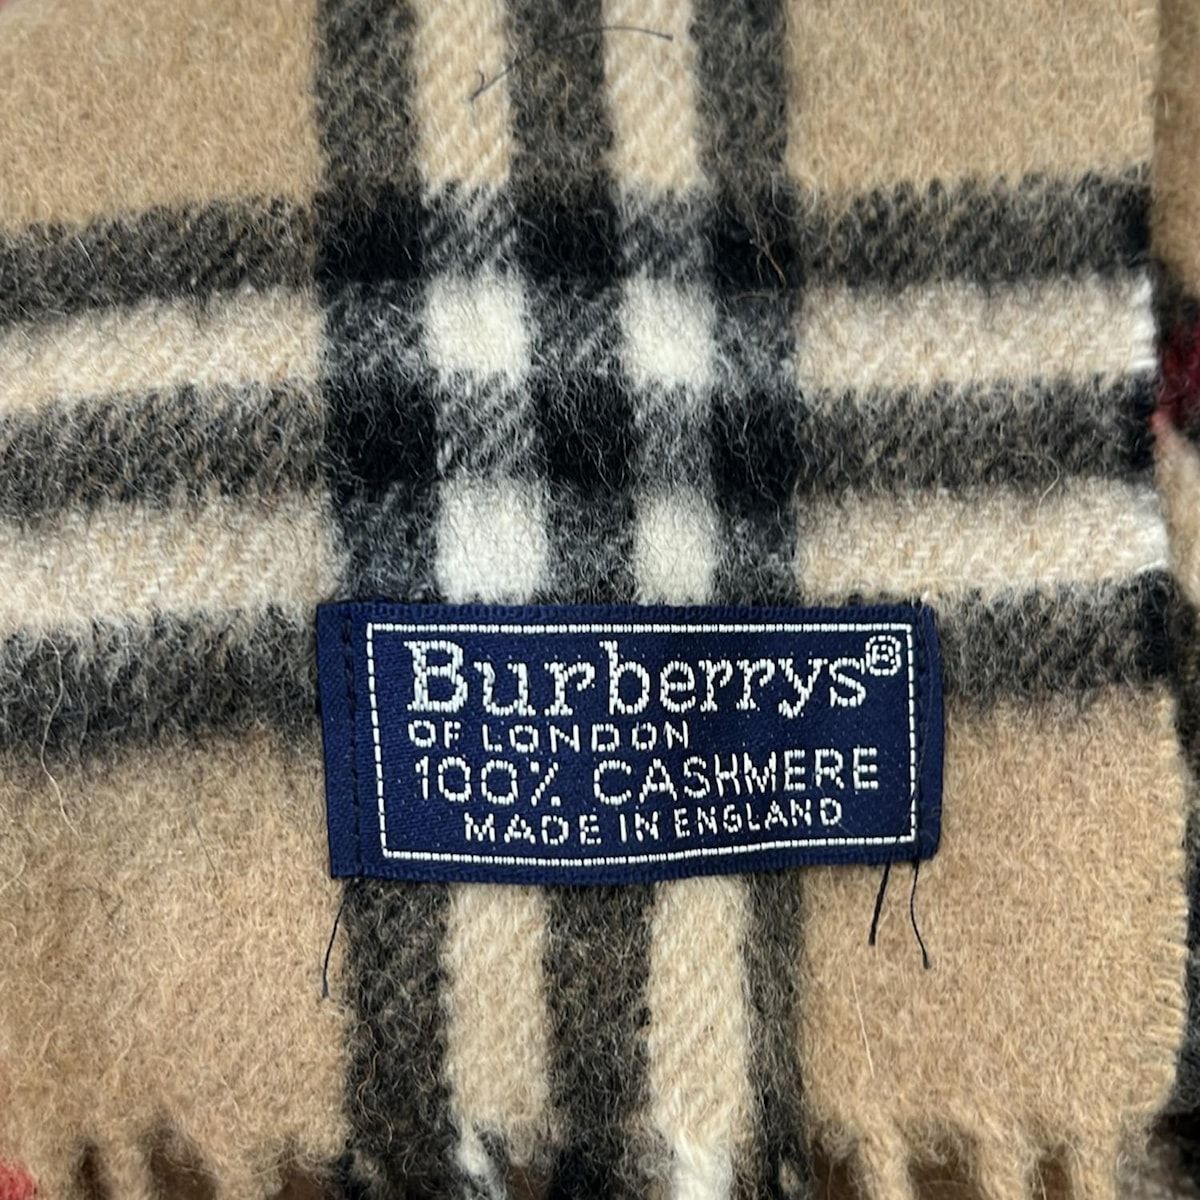 Burberrys®
OF LONDON
100% CASHMERE
MADE IN ENGLAND